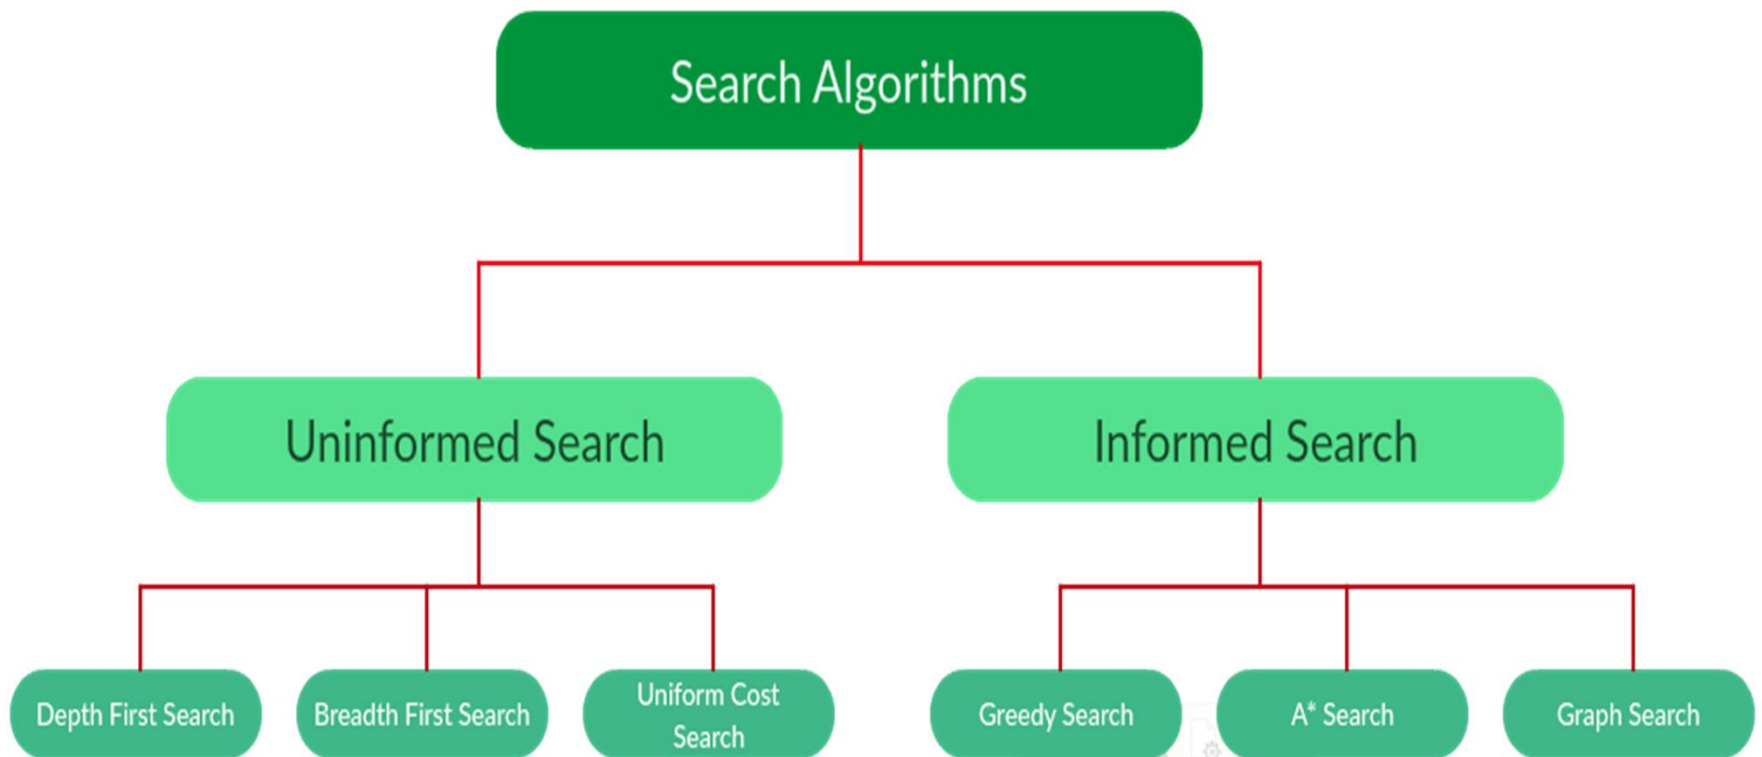 Search Algorithms
Uninformed Search
Informed Search
Depth First Search
Breadth First Search
Uniform Cost
Search
Greedy Search
A* Search
Graph Search